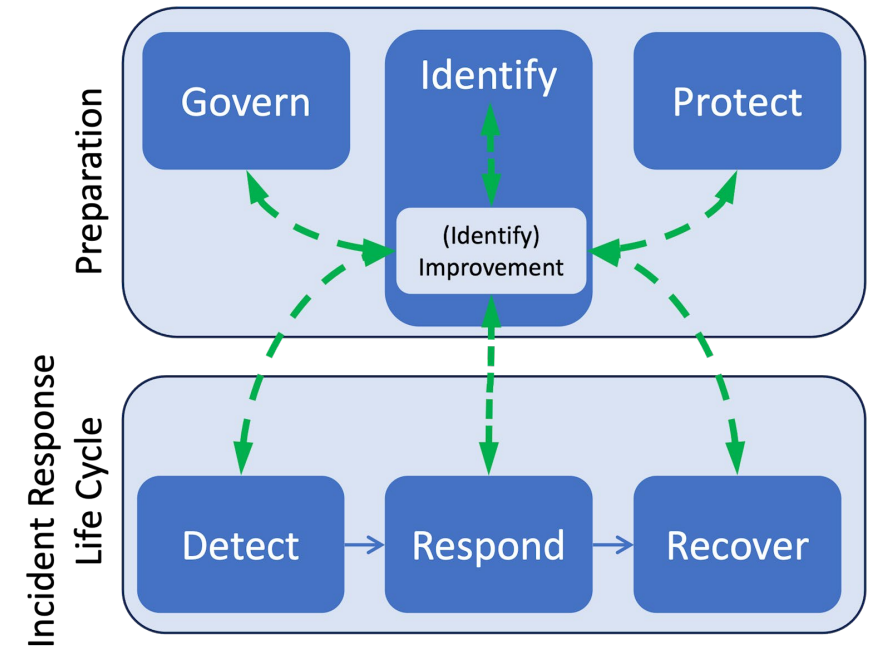 Preparation
Govern
Identify
Protect
(Identify)
Improvement
Incident Response
Life Cycle
Detect
Respond
Recover